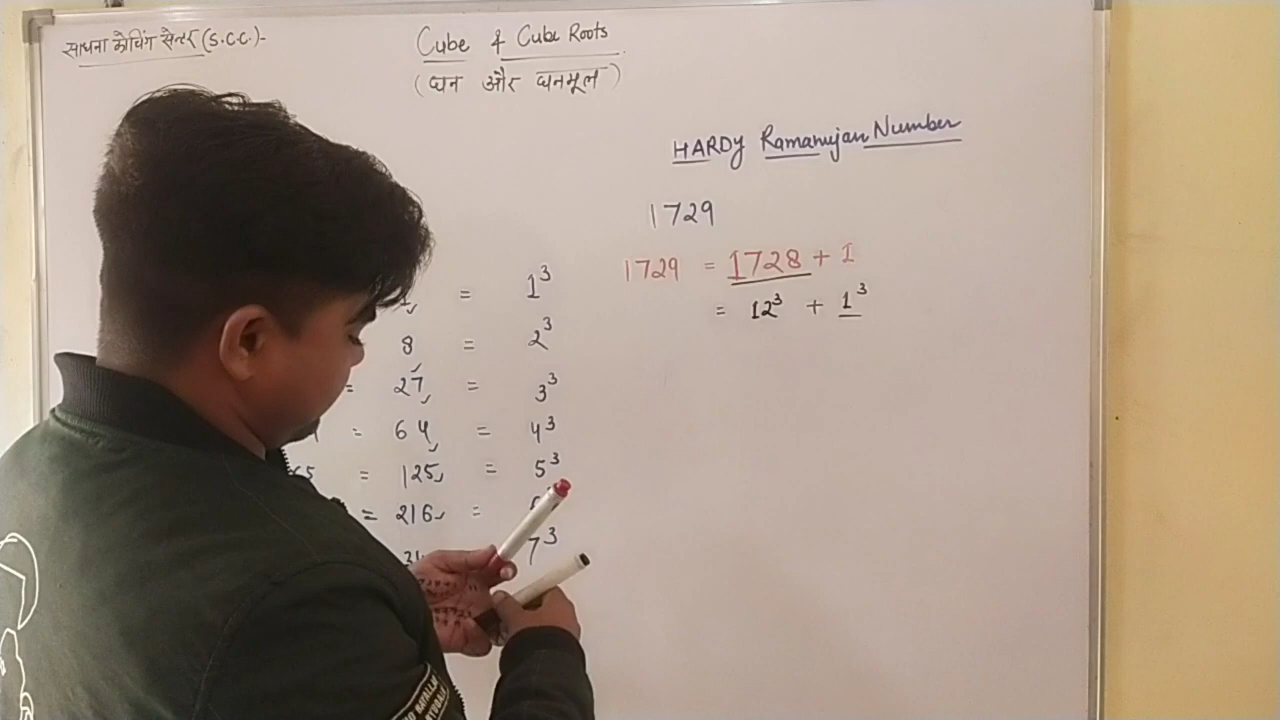 साधना कोचिंग सेन्टर (S.C.C.)-
Cube & Cube Roots
(घन और घनमूल)
HARDY Ramanujan Number
1729
1729 = 1728 + 1
= 12³ + 1³
1 = 1³
8 = 2³
= 27 = 3³
= 64 = 4³
= 125 = 5³
= 216 =
7³